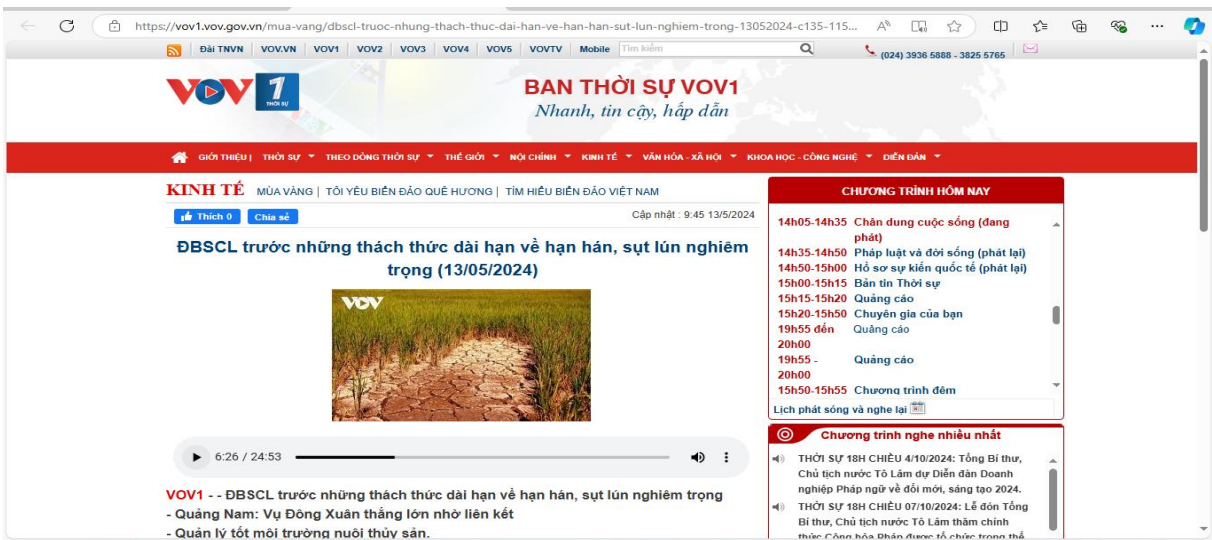 https://vov1.vov.gov.vn/mua-vang/dbscl-truoc-nhung-thach-thuc-dai-han-ve-han-han-sut-lun-nghiem-trong-13052024-c135-115...
Đài TNVN | VOV.VN | VOV1 | VOV2 | VOV3 | VOV4 | VOV5 | VOVTV | Mobile Tìm kiếm (024) 3936 5888 - 3825 5765
VOV 1
THỜI SỰ
BAN THỜI SỰ VOV1
Nhanh, tin cậy, hấp dẫn
GIỚI THIỆU | THỜI SỰ THEO DÒNG THỜI SỰ THẾ GIỚI NỘI CHÍNH KINH TẾ VĂN HÓA - XÃ HỘI KHOA HỌC - CÔNG NGHỆ DIỄN ĐÀN
KINH TẾ MÙA VÀNG | TÔI YÊU BIỂN ĐẢO QUÊ HƯƠNG | TÌM HIỂU BIỂN ĐẢO VIỆT NAM
Thích 0 Chia sẻ Cập nhật : 9:45 13/5/2024
ĐBSCL trước những thách thức dài hạn về hạn hán, sụt lún nghiêm
trọng (13/05/2024)
VOV
6:26 / 24:53
VOV1 - - ĐBSCL trước những thách thức dài hạn về hạn hán, sụt lún nghiêm trọng
- Quảng Nam: Vụ Đông Xuân thắng lớn nhờ liên kết
- Quản lý tốt môi trường nuôi thủy sản.
CHƯƠNG TRÌNH HÔM NAY
14h05-14h35 Chân dung cuộc sống (đang
phát)
14h35-14h50 Pháp luật và đời sống (phát lại)
14h50-15h00 Hồ sơ sự kiến quốc tế (phát lại)
15h00-15h15 Bản tin Thời sự
15h15-15h20 Quảng cáo
15h20-15h50 Chuyên gia của bạn
19h55 đến Quảng cáo
20h00
19h55 - Quảng cáo
20h00
15h50-15h55 Chương trình đêm
Lịch phát sóng và nghe lại
Chương trình nghe nhiều nhất
THỜI SỰ 18H CHIỀU 4/10/2024: Tổng Bí thư,
Chủ tịch nước Tô Lâm dự Diễn đàn Doanh
nghiệp Pháp ngữ về đổi mới, sáng tạo 2024.
THỜI SỰ 18H CHIỀU 07/10/2024: Lễ đón Tổng
Bí thư, Chủ tịch nước Tô Lâm thăm chính
thức Cộng hòa Pháp được tổ chức trọng thể